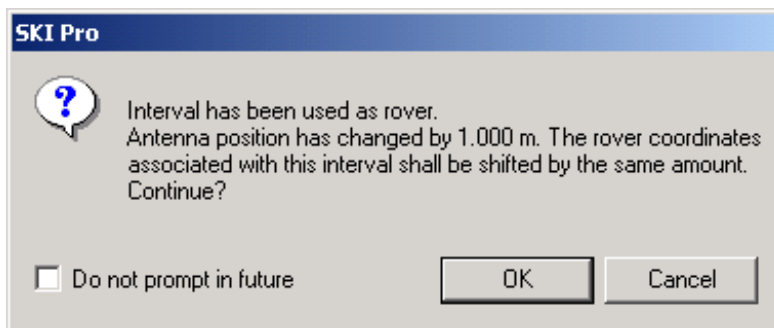 SKI Pro
?
Interval has been used as rover.
Antenna position has changed by 1.000 m. The rover coordinates
associated with this interval shall be shifted by the same amount.
Continue?
Do not prompt in future
OK
Cancel